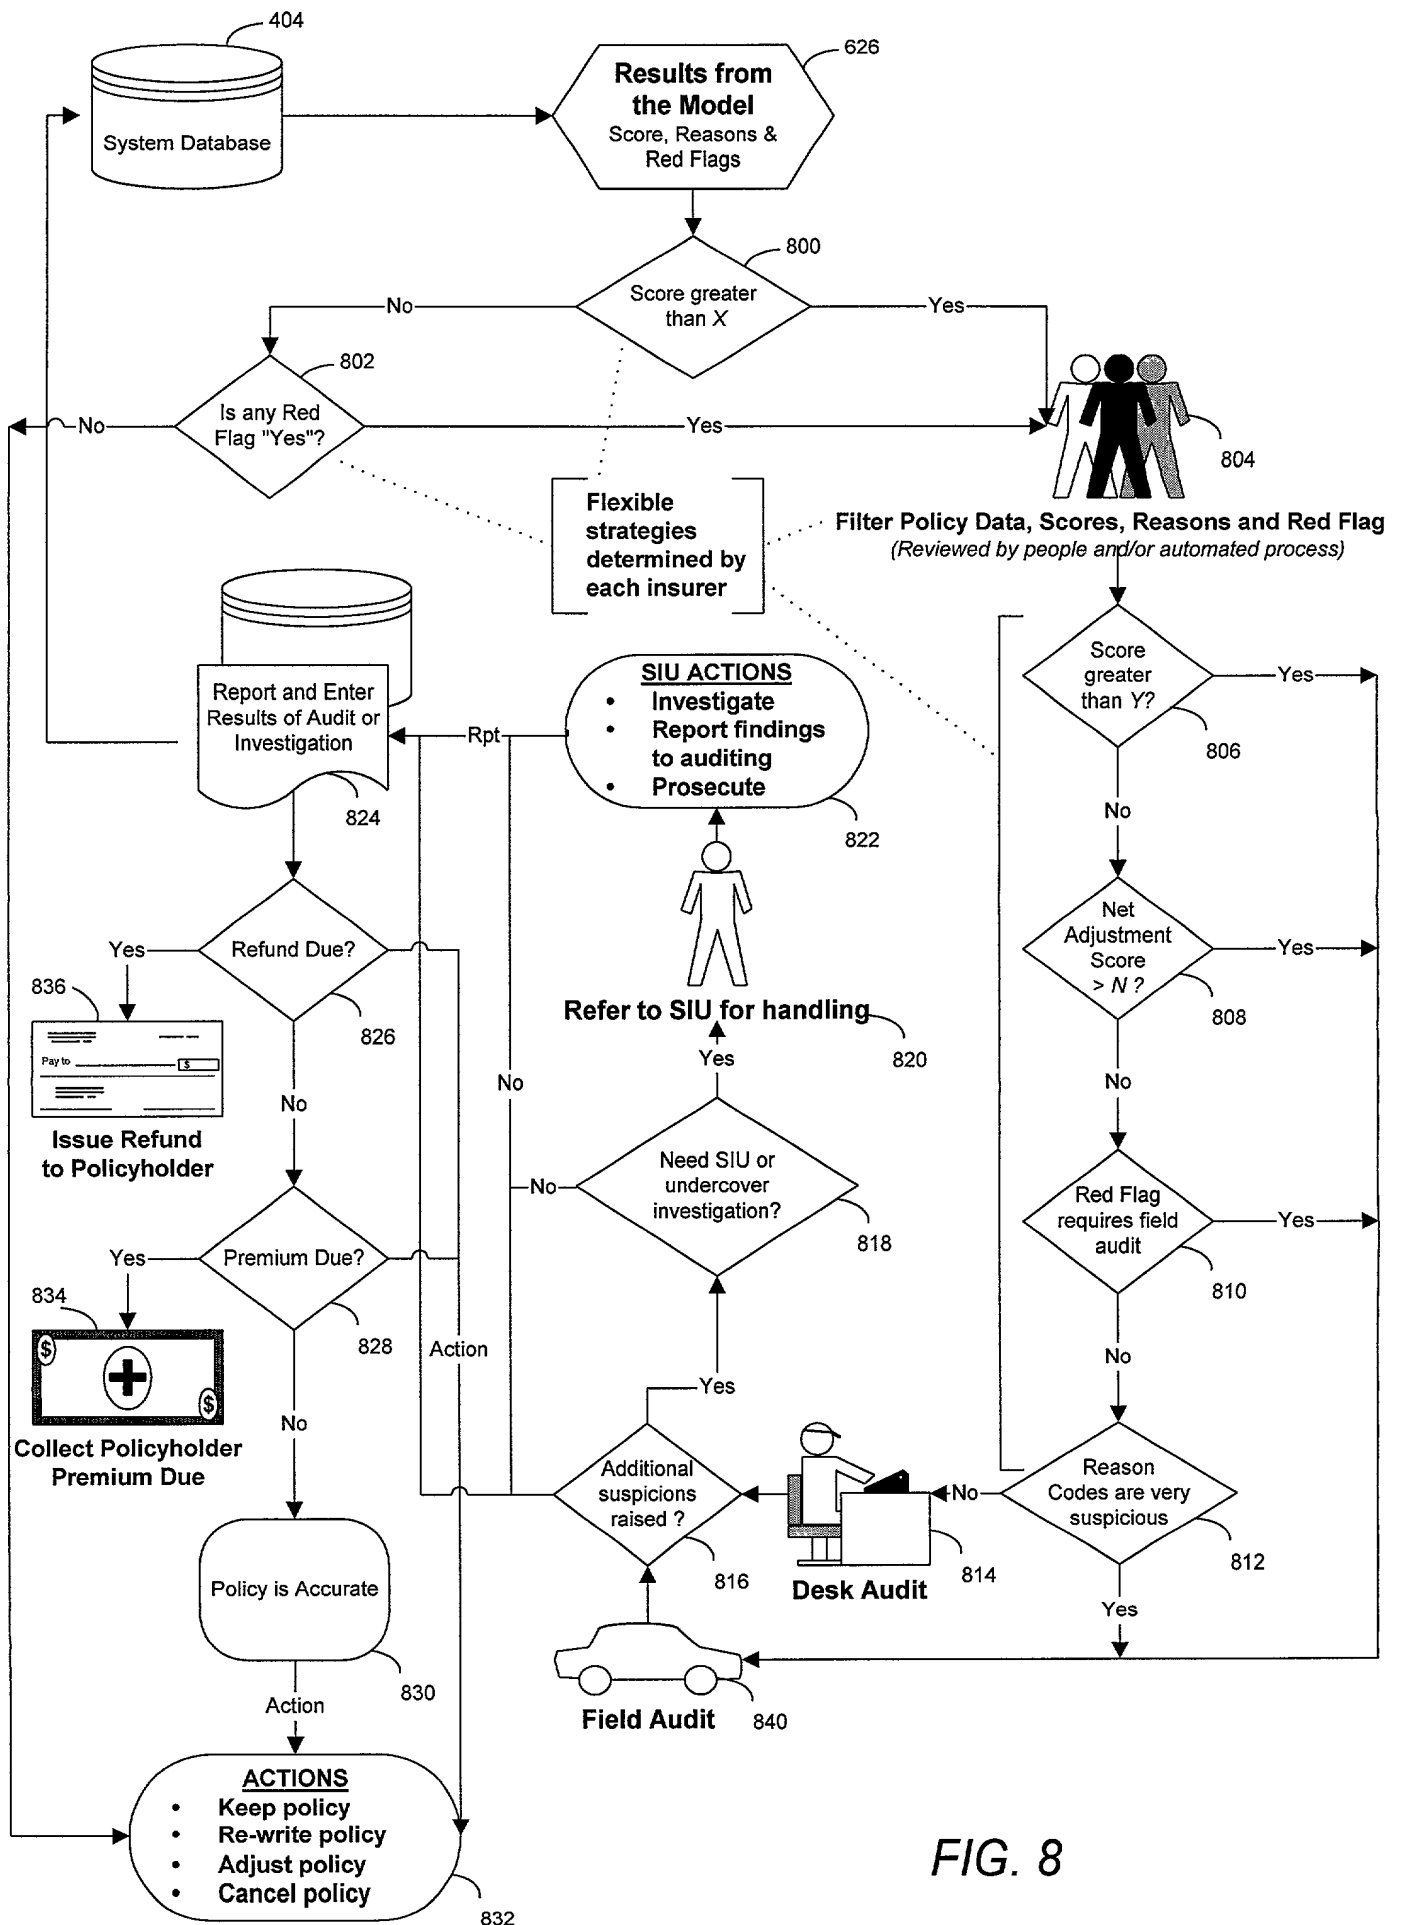 404
System Database
626
Results from
the Model
Score, Reasons &
Red Flags
800
Score greater
than X
No
Yes
802
Is any Red
Flag "Yes"?
No
Yes
804
Flexible
strategies
determined by
each insurer
Filter Policy Data, Scores, Reasons and Red Flag
(Reviewed by people and/or automated process)
Report and Enter
Results of Audit or
Investigation
824
Rpt
SIU ACTIONS
• Investigate
• Report findings
to auditing
• Prosecute
822
Score
greater
than Y?
Yes
806
No
Refund Due?
Yes
826
836
Pay to
$
Issue Refund
to Policyholder
No
Refer to SIU for handling
820
Yes
No
Net
Adjustment
Score
> N ?
Yes
808
No
Need SIU or
undercover
investigation?
No
818
Red Flag
requires field
audit
Yes
810
No
Premium Due?
Yes
828
834
$
$
Collect Policyholder
Premium Due
Action
No
Yes
Additional
suspicions
raised ?
816
Desk Audit
814
No
Reason
Codes are very
suspicious
812
Yes
Policy is Accurate
830
Action
Field Audit
840
ACTIONS
• Keep policy
• Re-write policy
• Adjust policy
• Cancel policy
832
FIG. 8